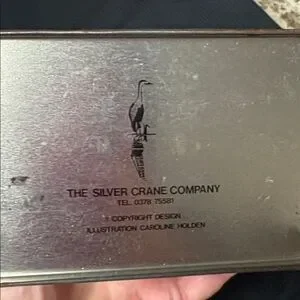 THE SILVER CRANE COMPANY
TEL. 0378 75581
© COPYRIGHT DESIGN
ILLUSTRATION CAROLINE HOLDEN